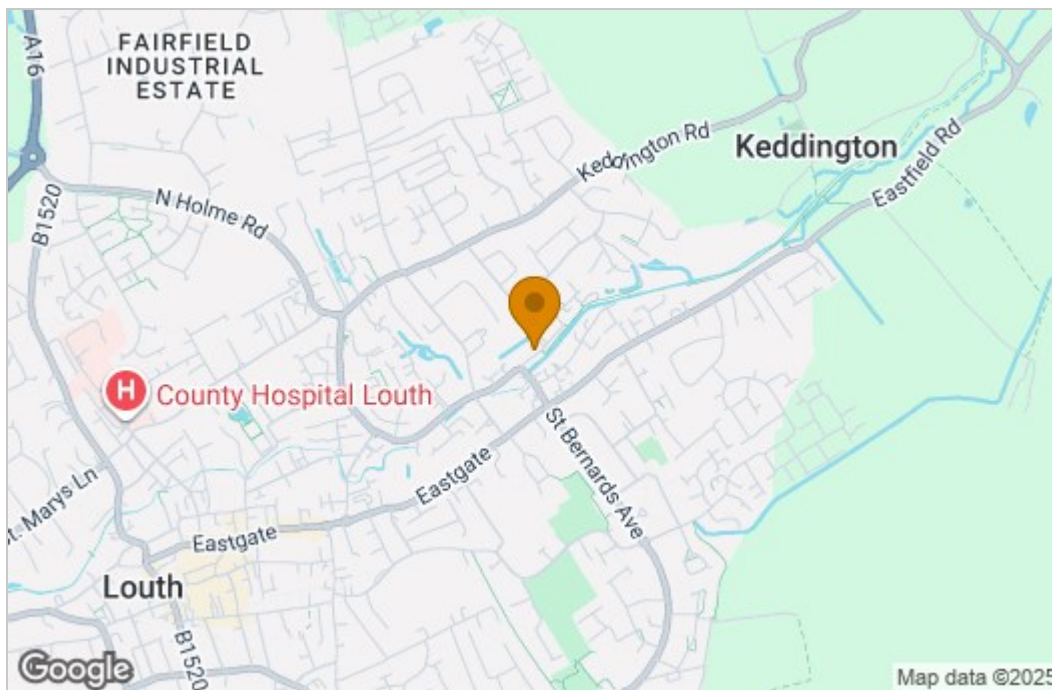 A16
FAIRFIELD
INDUSTRIAL
ESTATE
Keddington Rd
Keddington
Eastfield Rd
N Holme Rd
B1520
H County Hospital Louth
St Bernards Ave
t. Marys Ln
Eastgate
Eastgate
Louth
B1520
Google
Map data ©2025